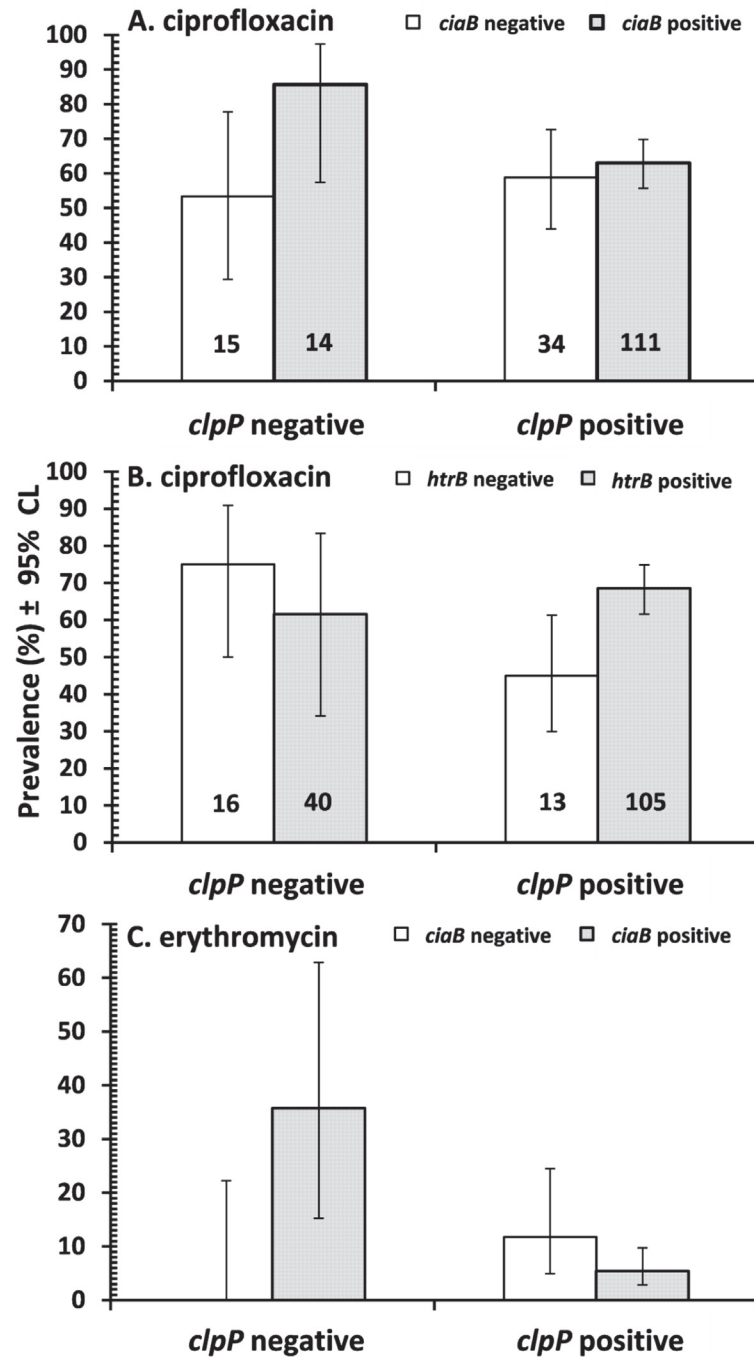 A. ciprofloxacin
ciaB negative
ciaB positive
100
90
80
70
60
50
40
30
20
10
0
15
14
34
111
clpP negative
clpP positive
Prevalence (%) ± 95% CL
B. ciprofloxacin
htrB negative
htrB positive
100
90
80
70
60
50
40
30
20
10
0
16
40
13
105
clpP negative
clpP positive
C. erythromycin
ciaB negative
ciaB positive
70
60
50
40
30
20
10
0
clpP negative
clpP positive